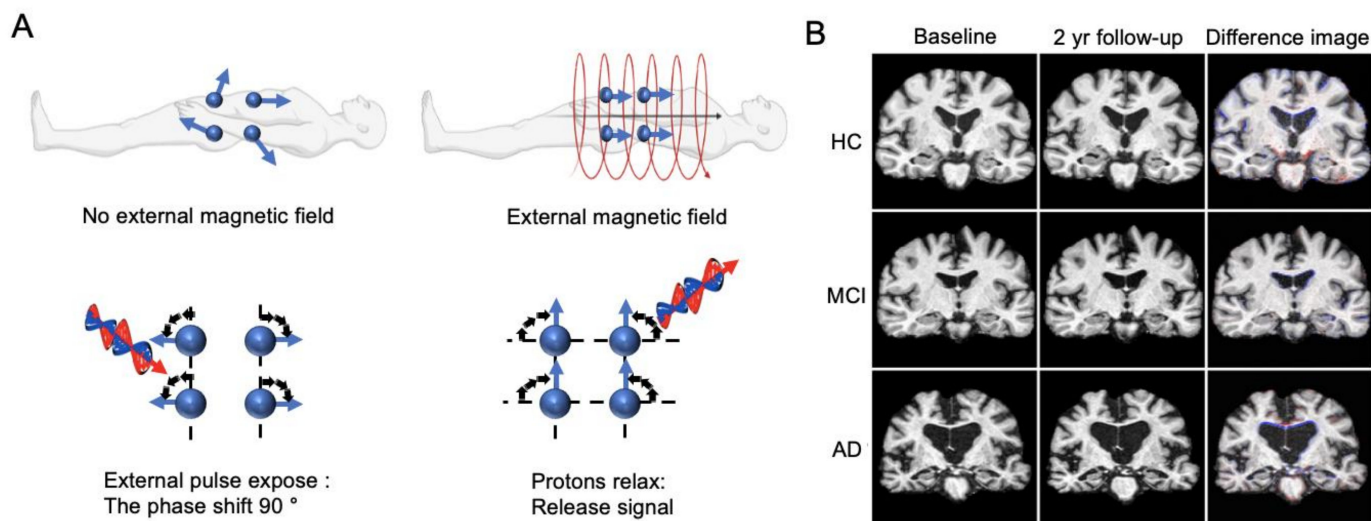 A
No external magnetic field
External magnetic field
External pulse expose :
The phase shift 90 °
Protons relax:
Release signal
B
Baseline 2 yr follow-up Difference image
HC
MCI
AD